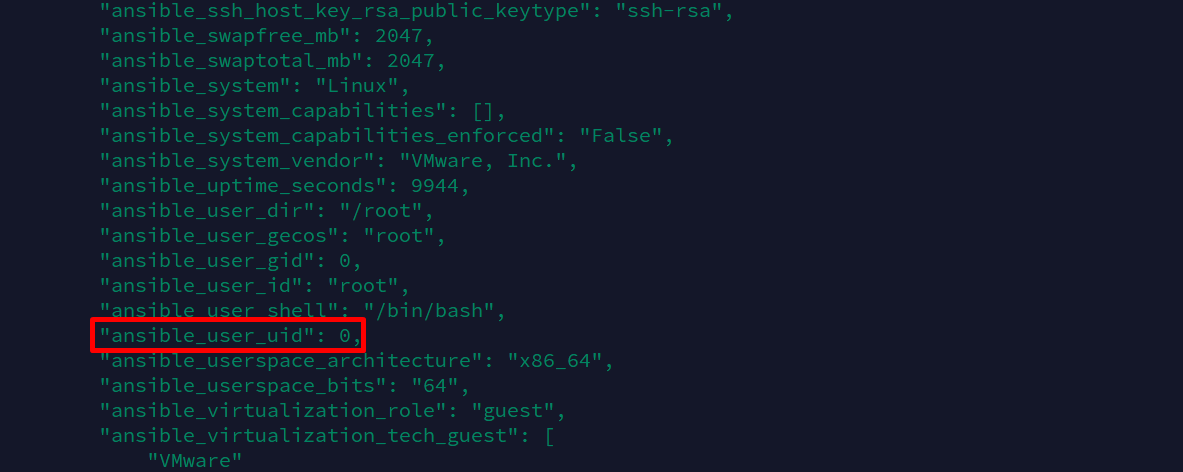 "ansible_ssh_host_key_rsa_public_keytype": "ssh-rsa",
"ansible_swapfree_mb": 2047,
"ansible_swaptotal_mb": 2047,
"ansible_system": "Linux",
"ansible_system_capabilities": [],
"ansible_system_capabilities_enforced": "False",
"ansible_system_vendor": "VMware, Inc.",
"ansible_uptime_seconds": 9944,
"ansible_user_dir": "/root",
"ansible_user_gecos": "root",
"ansible_user_gid": 0,
"ansible_user_id": "root",
"ansible_user_shell": "/bin/bash",
"ansible_user_uid": 0,
"ansible_userspace_architecture": "x86_64",
"ansible_userspace_bits": "64",
"ansible_virtualization_role": "guest",
"ansible_virtualization_tech_guest": [
"VMware"